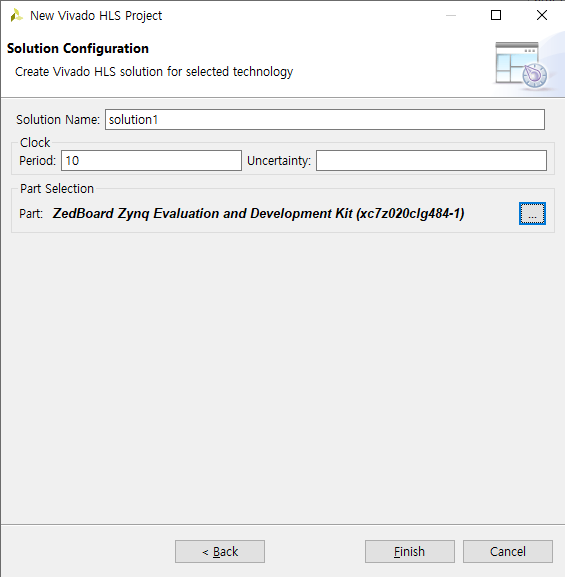 New Vivado HLS Project
Solution Configuration
Create Vivado HLS solution for selected technology
Solution Name: solution1
Clock
Period: 10 Uncertainty:
Part Selection
Part: ZedBoard Zynq Evaluation and Development Kit (xc7z020clg484-1) ...
< Back Finish Cancel